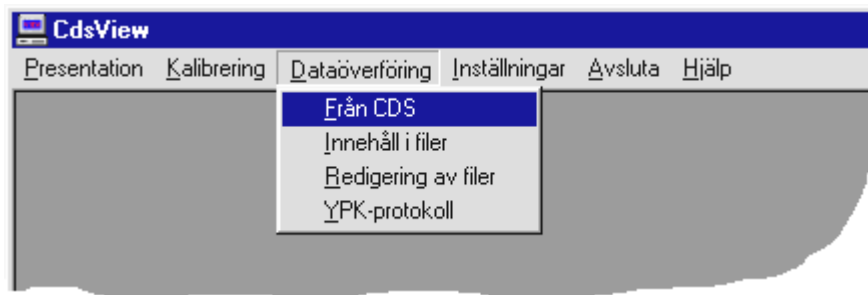 CdsView
Presentation Kalibrering Dataöverföring Inställningar Avsluta Hjälp
Från CDS
Innehåll i filer
Redigering av filer
YPK-protokoll